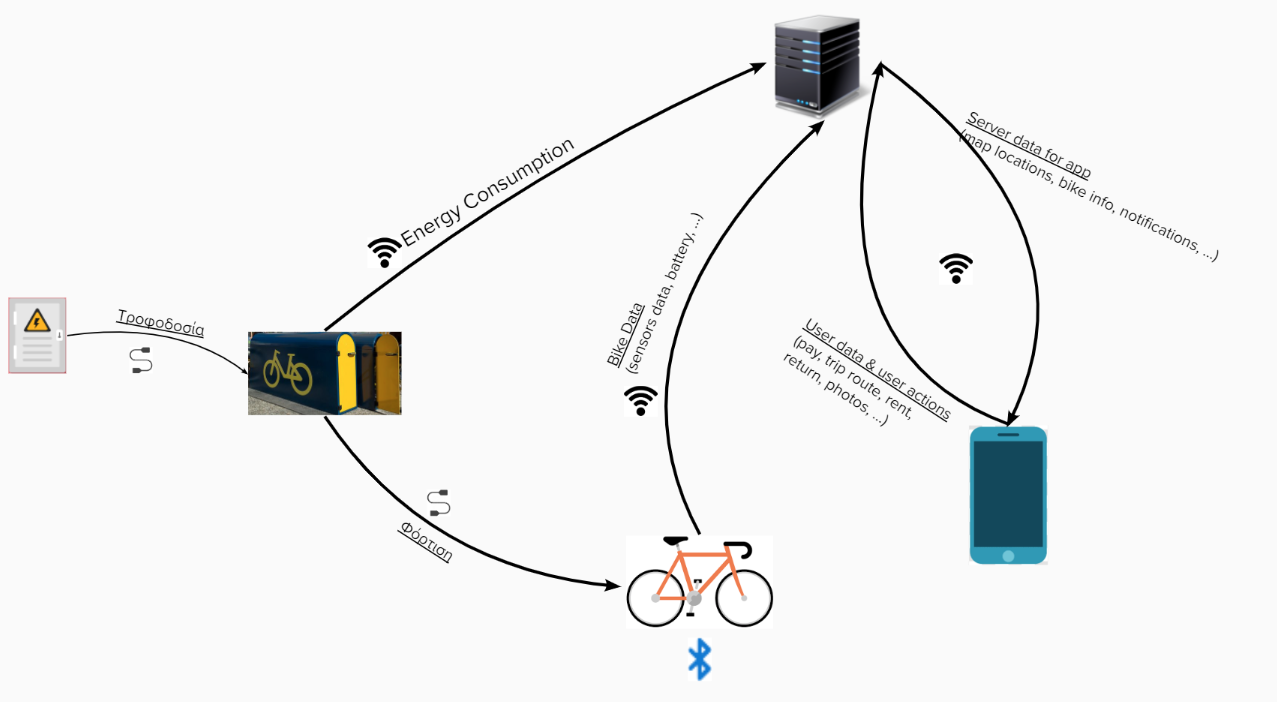 Energy Consumption
Server data for app
(map locations, bike info, notifications, ...)
Bike Data
(sensors data, battery, ...)
Τροφοδοσία
User data & user actions
(pay, trip route, rent,
return, photos, ...)
Φόρτιση